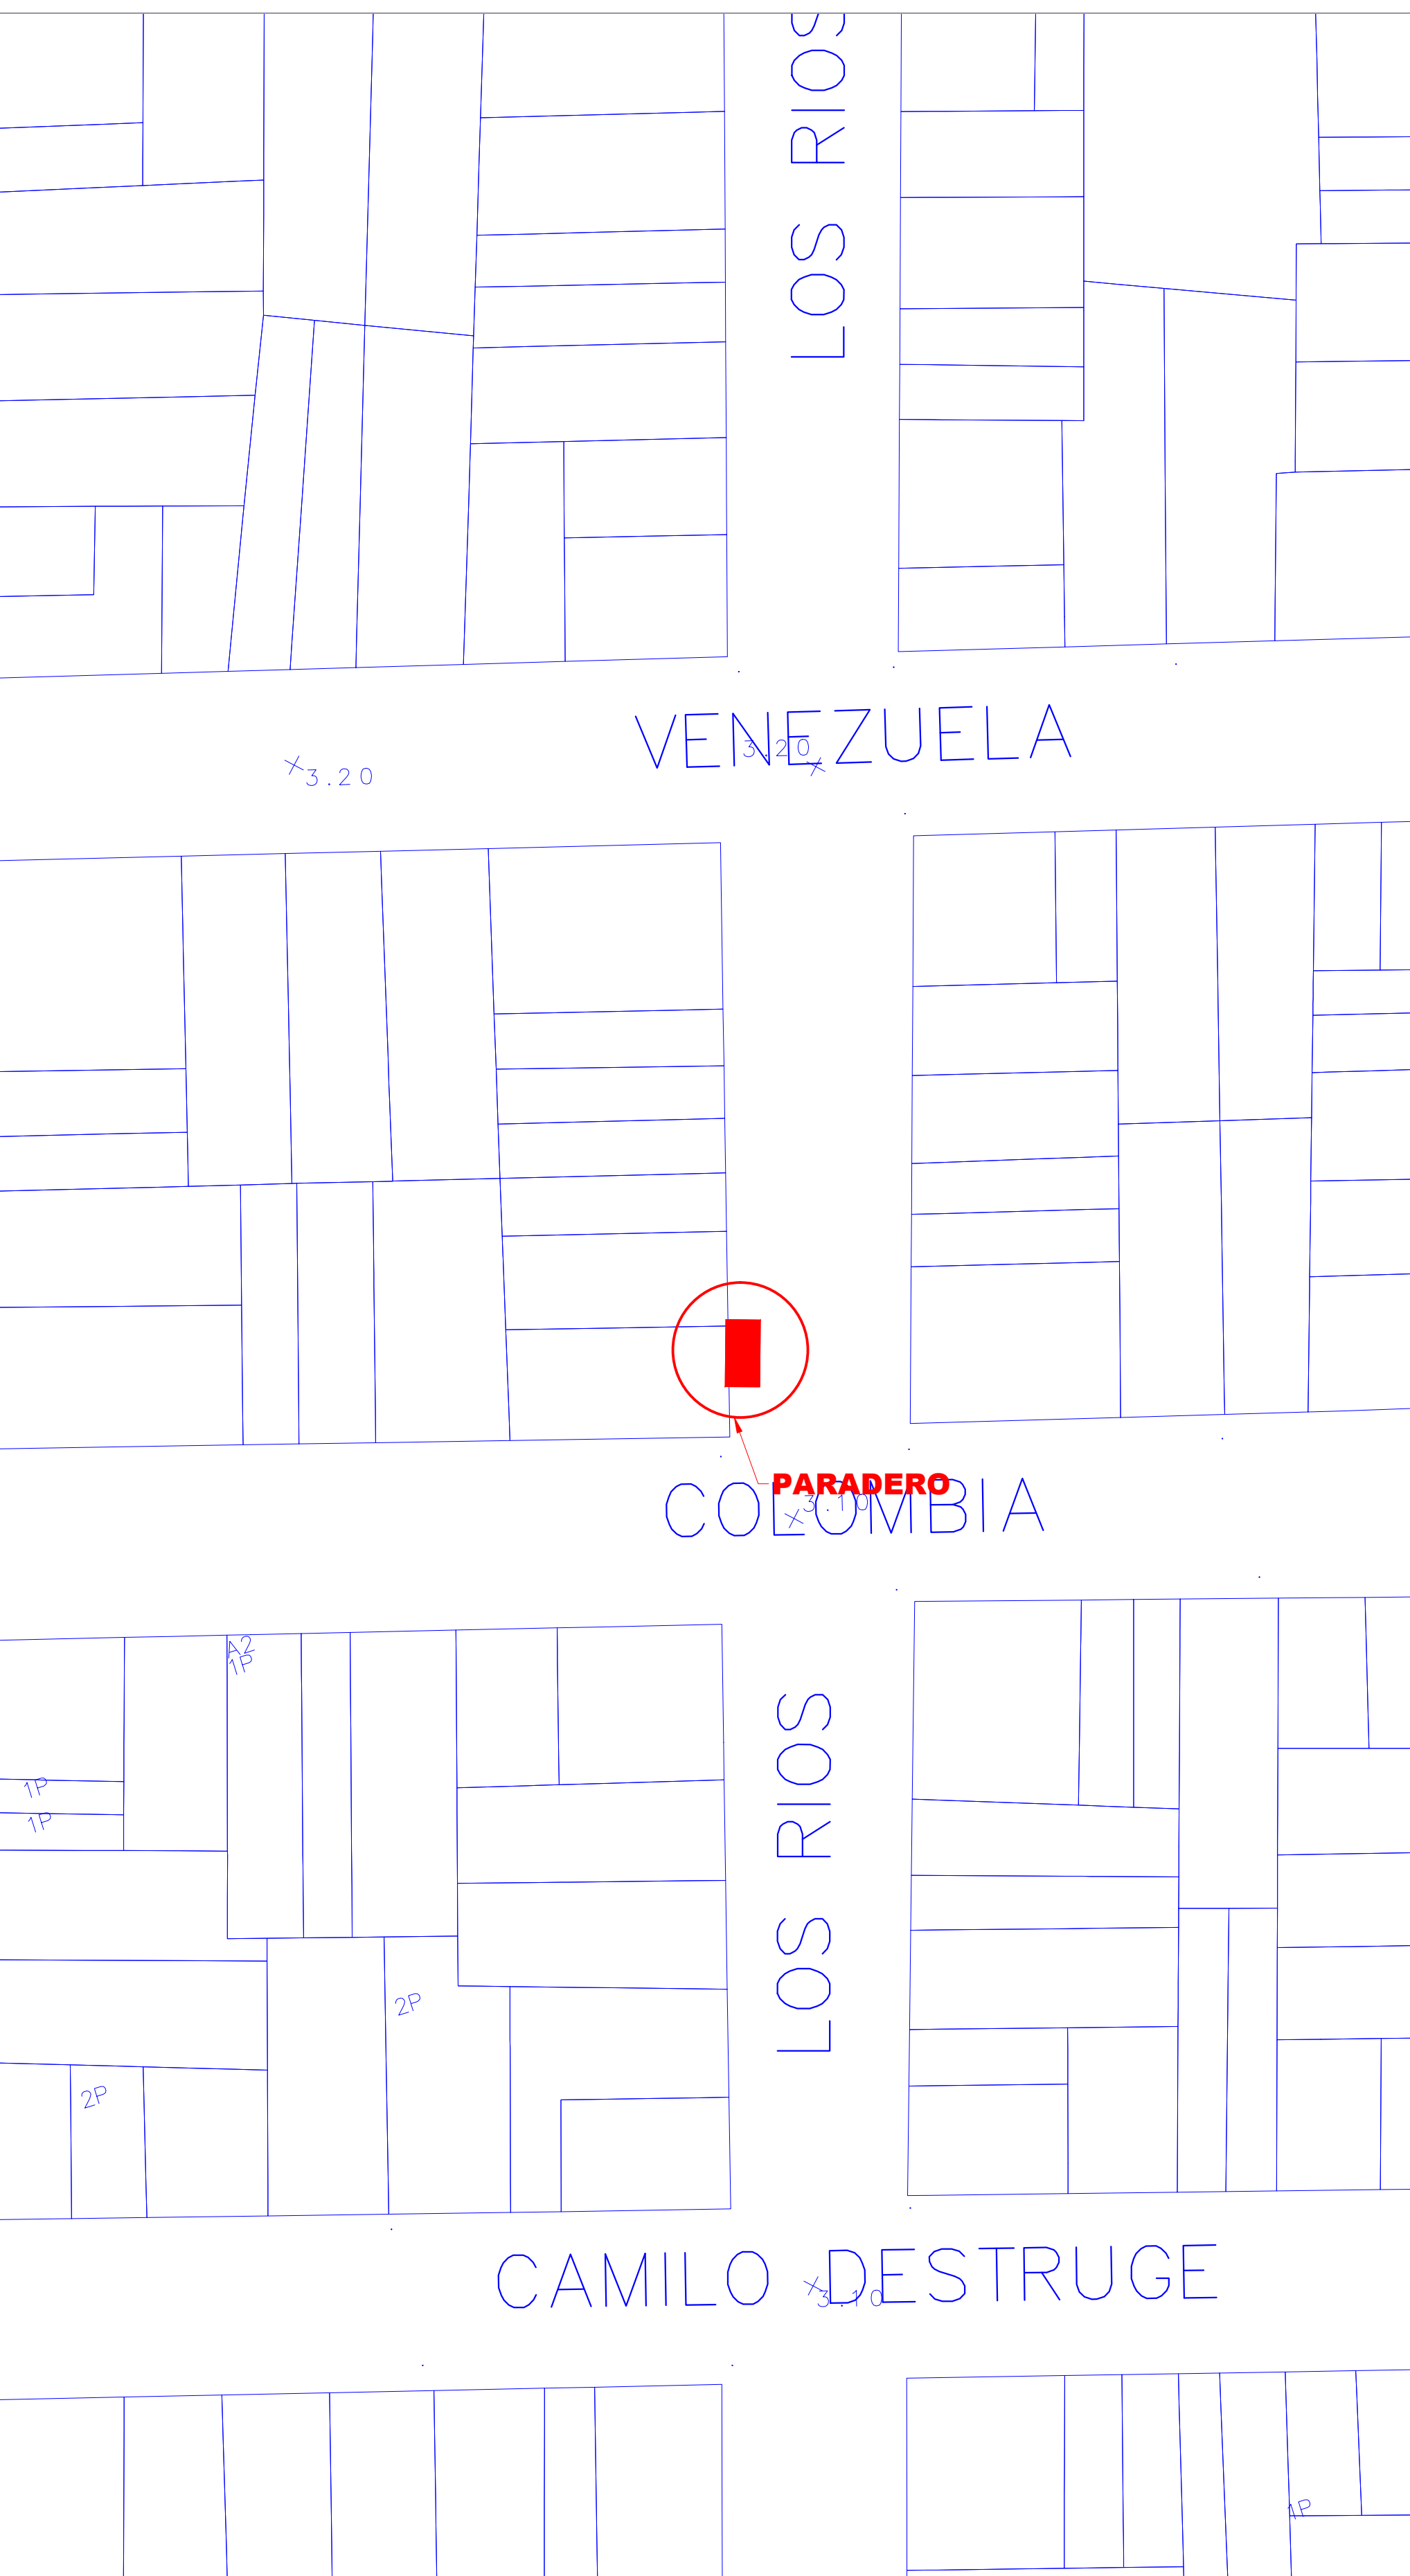 LOS RIOS
VENEZUELA
3.20
3.20
PARADERO
COLOMBIA
3.10
A2
1P
LOS RIOS
1P
1P
2P
2P
CAMILO DESTRUGE
3.10
1P